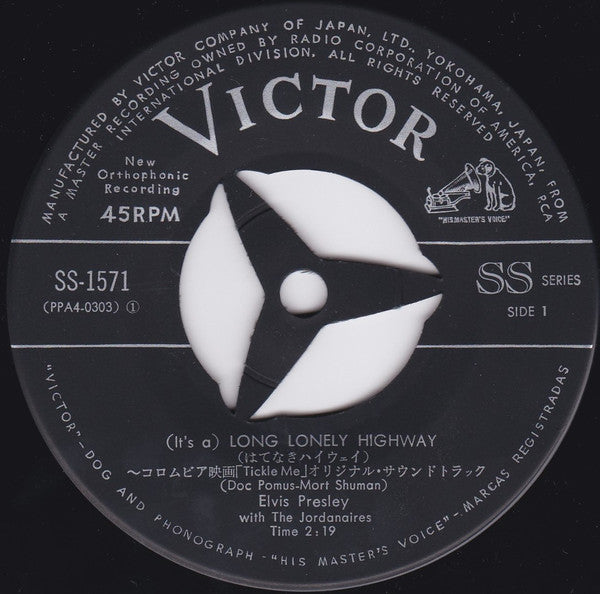 MANUFACTURED BY VICTOR COMPANY OF JAPAN, LTD., YOKOHAMA, JAPAN, FROM
A MASTER RECORDING OWNED BY RADIO CORPORATION OF AMERICA, RCA
INTERNATIONAL DIVISION, ALL RIGHTS RESERVED
VICTOR
New
Orthophonic
Recording
45RPM
"HIS MASTER'S VOICE"
SS-1571
(PPA4-0303) ①
SS SERIES
SIDE 1
(It's a) LONG LONELY HIGHWAY
(はてなきハイウェイ)
～コロムビア映画「Tickle Me」オリジナル・サウンドトラック
(Doc Pomus-Mort Shuman)
Elvis Presley
with The Jordanaires
Time 2:19
"VICTOR"–DOG AND PHONOGRAPH–"HIS MASTER'S VOICE"–MARCAS REGISTRADAS